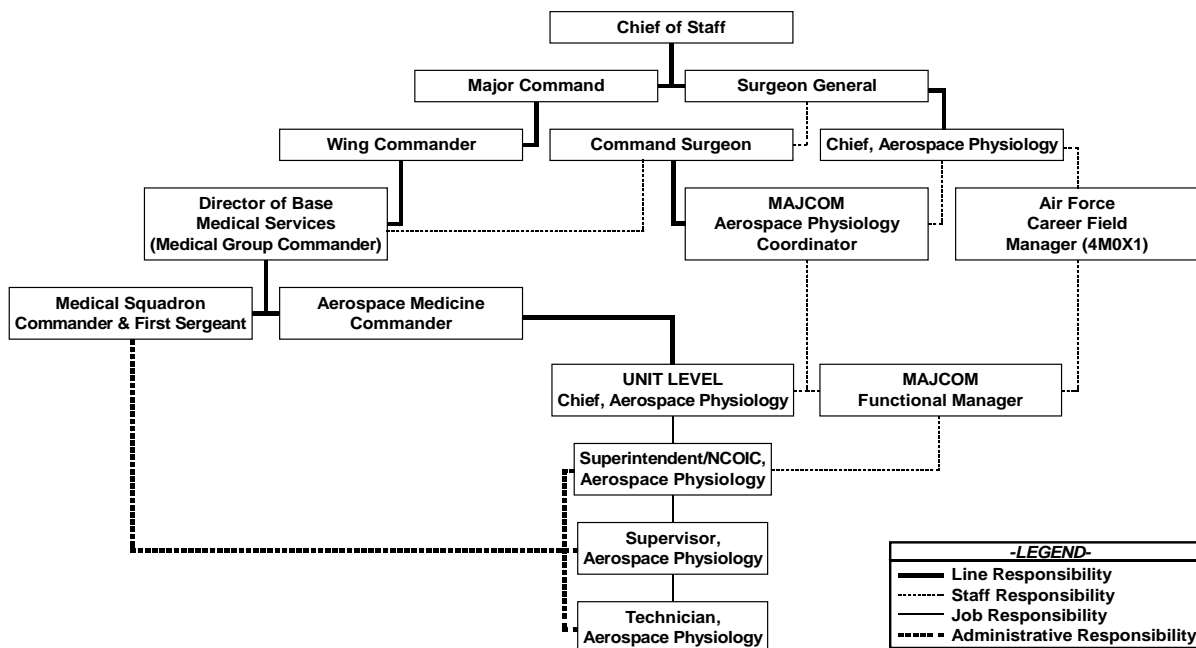 Chief of Staff
Major Command
Surgeon General
Wing Commander
Command Surgeon
Chief, Aerospace Physiology
Director of Base
Medical Services
(Medical Group Commander)
MAJCOM
Aerospace Physiology
Coordinator
Air Force
Career Field
Manager (4M0X1)
Medical Squadron
Commander & First Sergeant
Aerospace Medicine
Commander
UNIT LEVEL
Chief, Aerospace Physiology
MAJCOM
Functional Manager
Superintendent/NCOIC,
Aerospace Physiology
Supervisor,
Aerospace Physiology
Technician,
Aerospace Physiology
-LEGEND-
Line Responsibility
Staff Responsibility
Job Responsibility
Administrative Responsibility